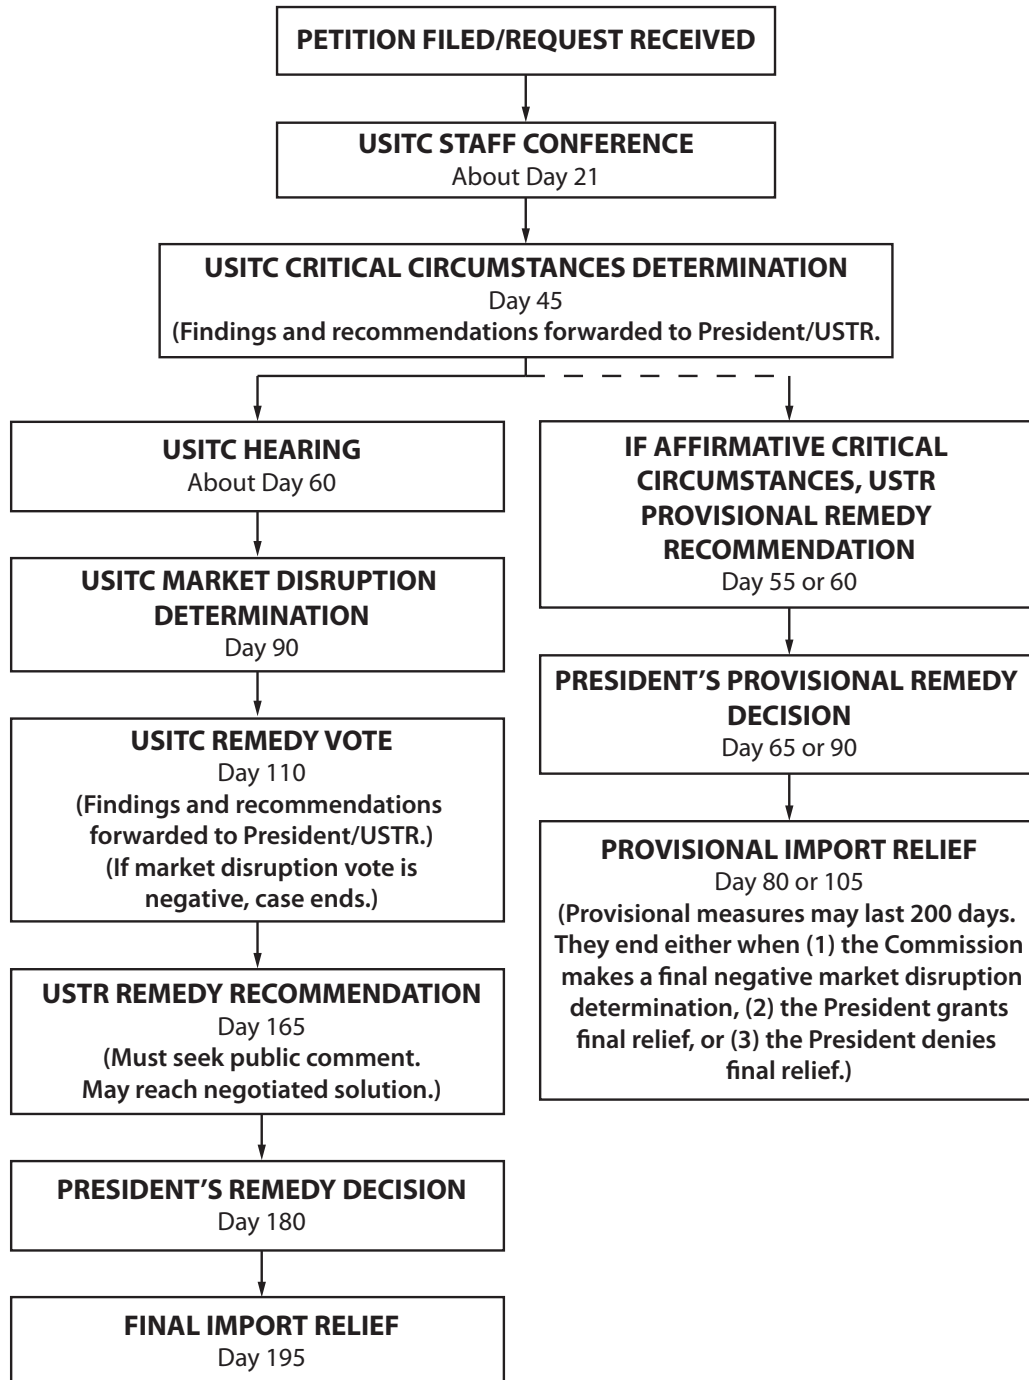 PETITION FILED/REQUEST RECEIVED
USITC STAFF CONFERENCE
About Day 21
USITC CRITICAL CIRCUMSTANCES DETERMINATION
Day 45
(Findings and recommendations forwarded to President/USTR.
USITC HEARING
About Day 60
USITC MARKET DISRUPTION
DETERMINATION
Day 90
USITC REMEDY VOTE
Day 110
(Findings and recommendations
forwarded to President/USTR.)
(If market disruption vote is
negative, case ends.)
USTR REMEDY RECOMMENDATION
Day 165
(Must seek public comment.
May reach negotiated solution.)
PRESIDENT’S REMEDY DECISION
Day 180
FINAL IMPORT RELIEF
Day 195
IF AFFIRMATIVE CRITICAL
CIRCUMSTANCES, USTR
PROVISIONAL REMEDY
RECOMMENDATION
Day 55 or 60
PRESIDENT’S PROVISIONAL REMEDY
DECISION
Day 65 or 90
PROVISIONAL IMPORT RELIEF
Day 80 or 105
(Provisional measures may last 200 days.
They end either when (1) the Commission
makes a final negative market disruption
determination, (2) the President grants
final relief, or (3) the President denies
final relief.)